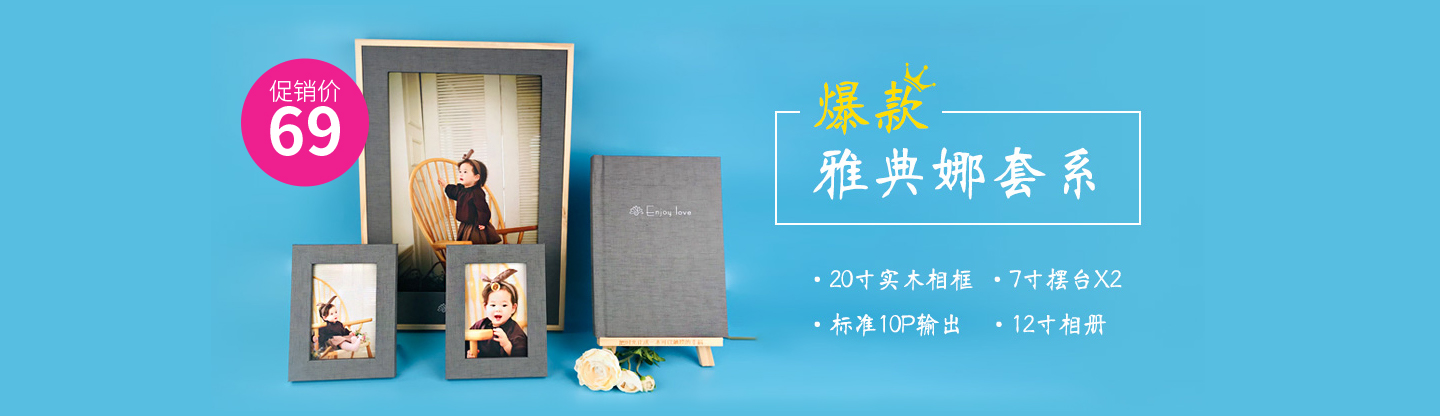 促销价
69
爆款
雅典娜套系
· 20寸实木相框
· 7寸摆台X2
· 标准10P输出
· 12寸相册
Enjoy love